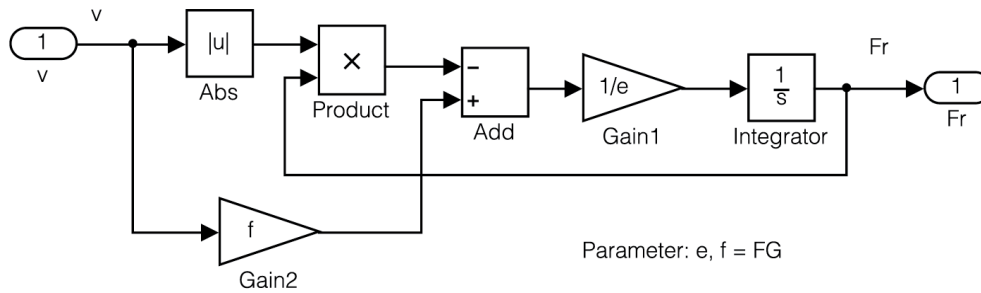 v
1
v
|u|
Abs
×
Product
−
+
Add
1/e
Gain1
1
s
Integrator
Fr
1
Fr
f
Gain2
Parameter: e, f = FG